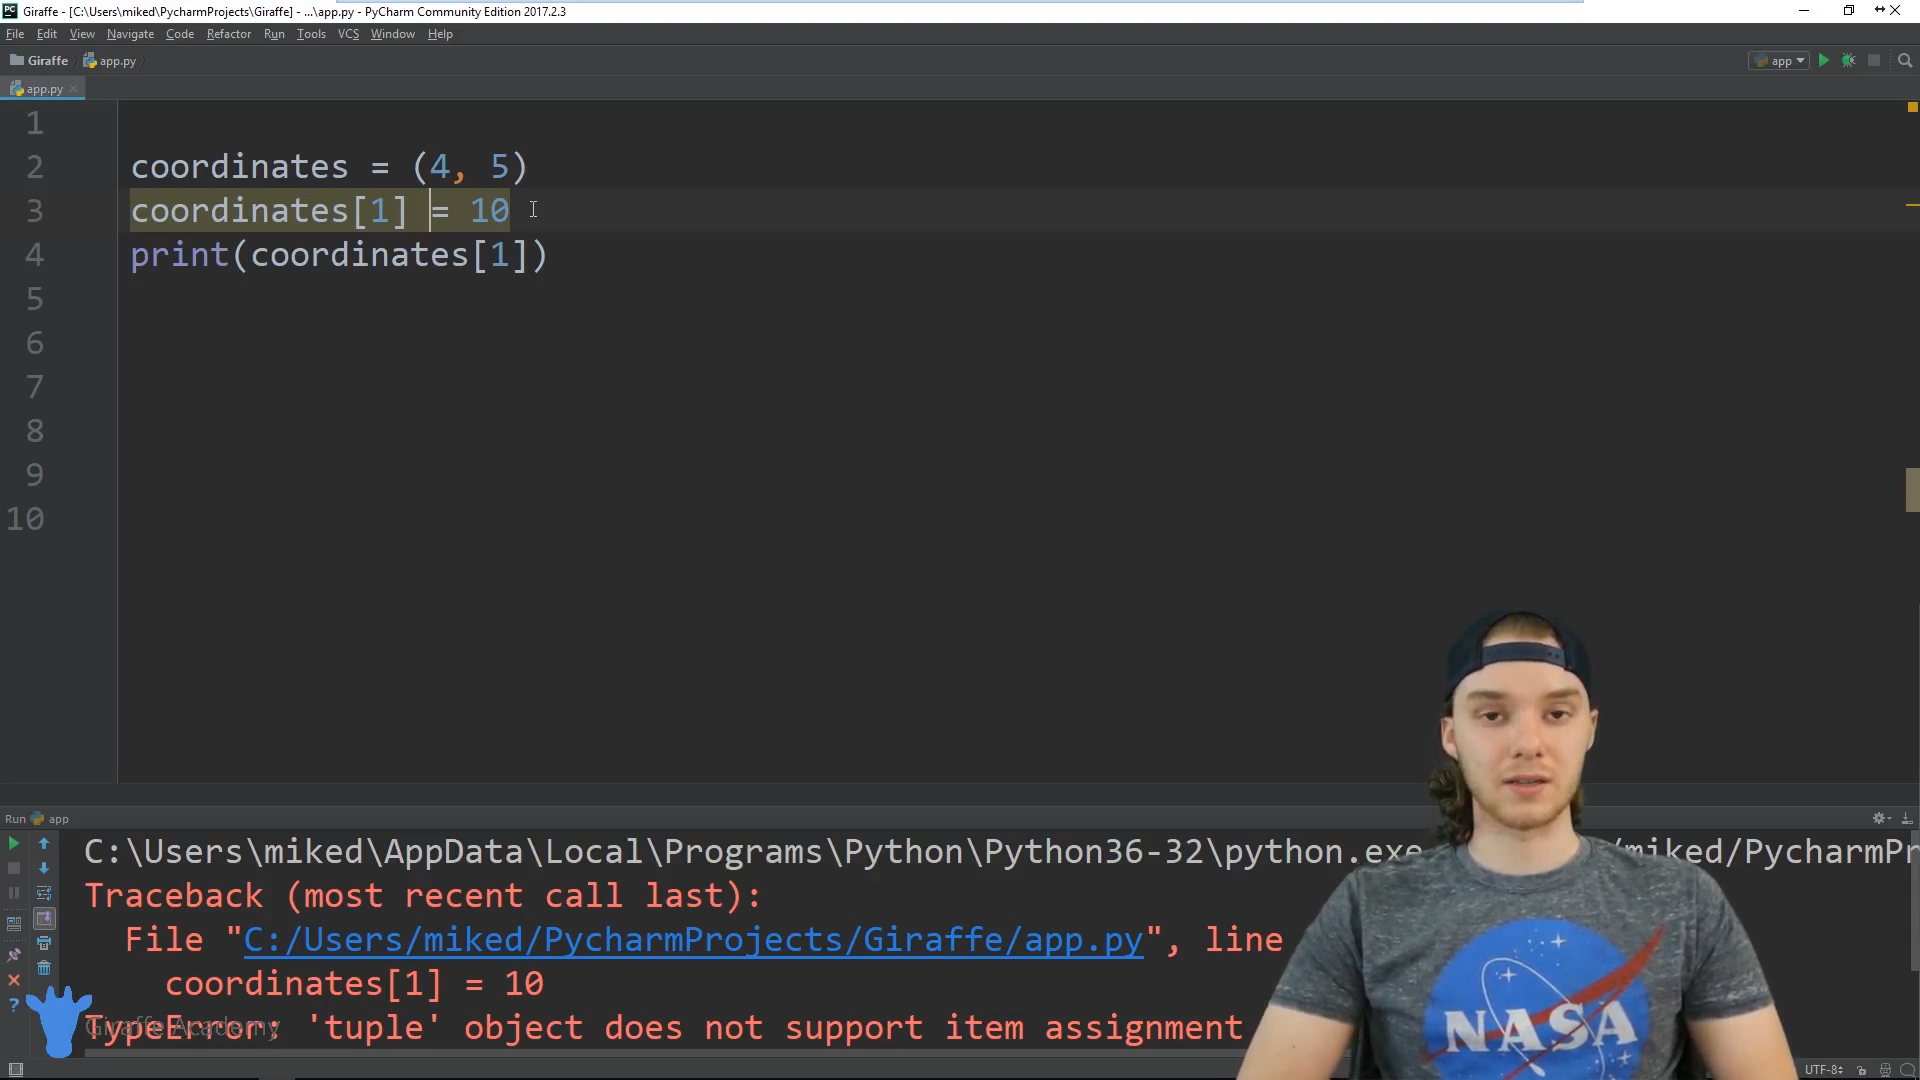 Giraffe - [C:\Users\miked\PycharmProjects\Giraffe] - ...\app.py - PyCharm Community Edition 2017.2.3
File Edit View Navigate Code Refactor Run Tools VCS Window Help
Giraffe app.py app
app.py
1
2 coordinates = (4, 5)
3 coordinates[1] = 10
4 print(coordinates[1])
5
6
7
8
9
10
Run app
C:\Users\miked\AppData\Local\Programs\Python\Python36-32\python.exe /miked/PycharmPr
Traceback (most recent call last):
File "C:/Users/miked/PycharmProjects/Giraffe/app.py", line
coordinates[1] = 10
TypeError: 'tuple' object does not support item assignment
Giraffe Academy
NASA
UTF-8